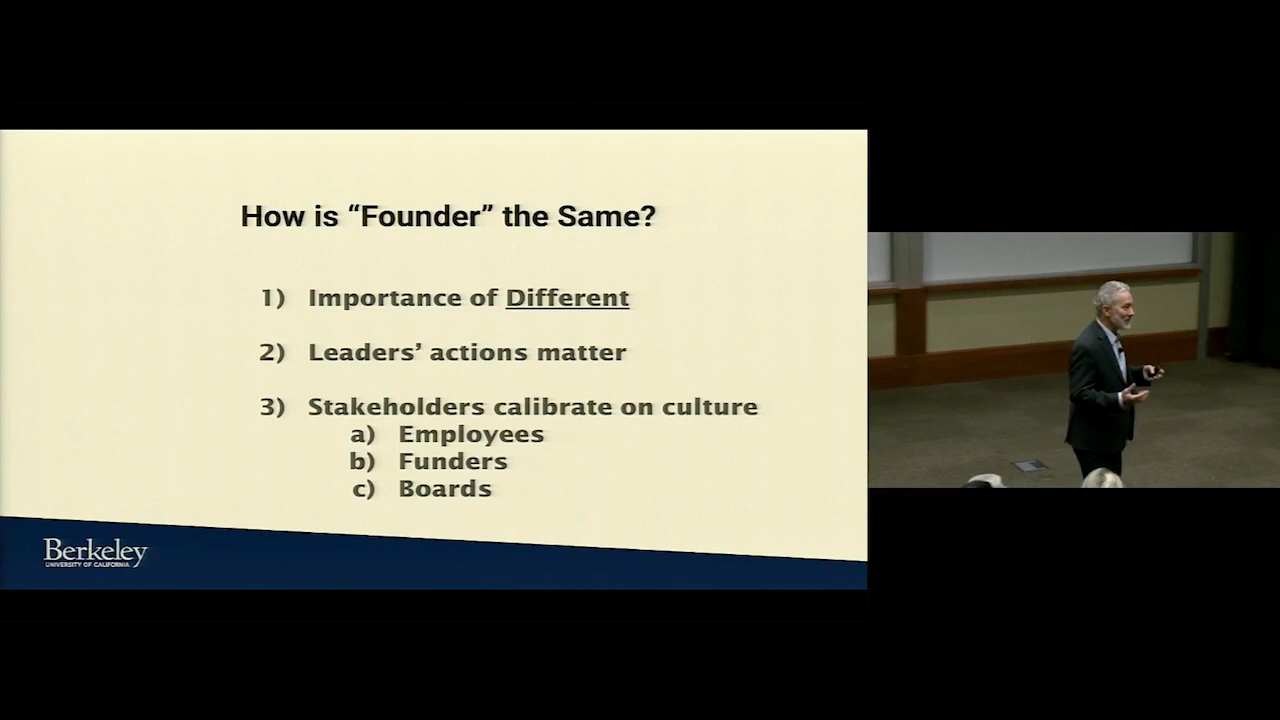 How is “Founder” the Same?
1) Importance of Different
2) Leaders’ actions matter
3) Stakeholders calibrate on culture
a) Employees
b) Funders
c) Boards
Berkeley
UNIVERSITY OF CALIFORNIA